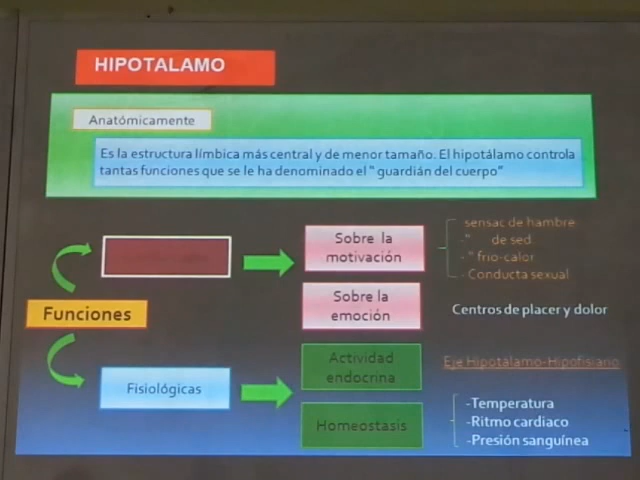 HIPOTALAMO
Anatómicamente
Es la estructura límbica más central y de menor tamaño. El hipotálamo controla
tantas funciones que se le ha denominado el “ guardián del cuerpo”
Funciones
Sobre la
motivación
sensac de hambre
-“ de sed
-“ frio-calor
- Conducta sexual
Sobre la
emoción
Centros de placer y dolor
Fisiológicas
Actividad
endocrina
Eje Hipotálamo-Hipofisiario
Homeostasis
-Temperatura
-Ritmo cardiaco
-Presión sanguínea